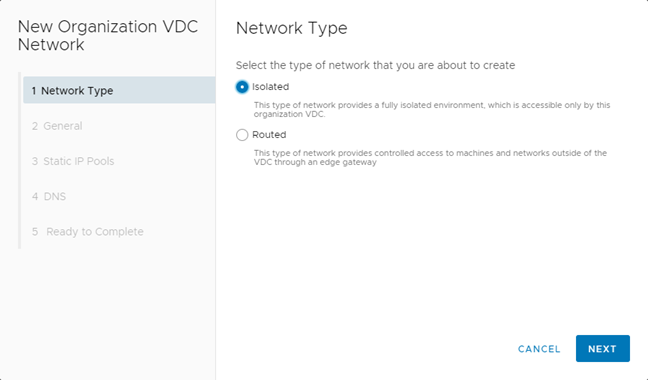 New Organization VDC
Network
1 Network Type
2 General
3 Static IP Pools
4 DNS
5 Ready to Complete
Network Type
Select the type of network that you are about to create
Isolated
This type of network provides a fully isolated environment, which is accessible only by this
organization VDC.
Routed
This type of network provides controlled access to machines and networks outside of the
VDC through an edge gateway
CANCEL
NEXT